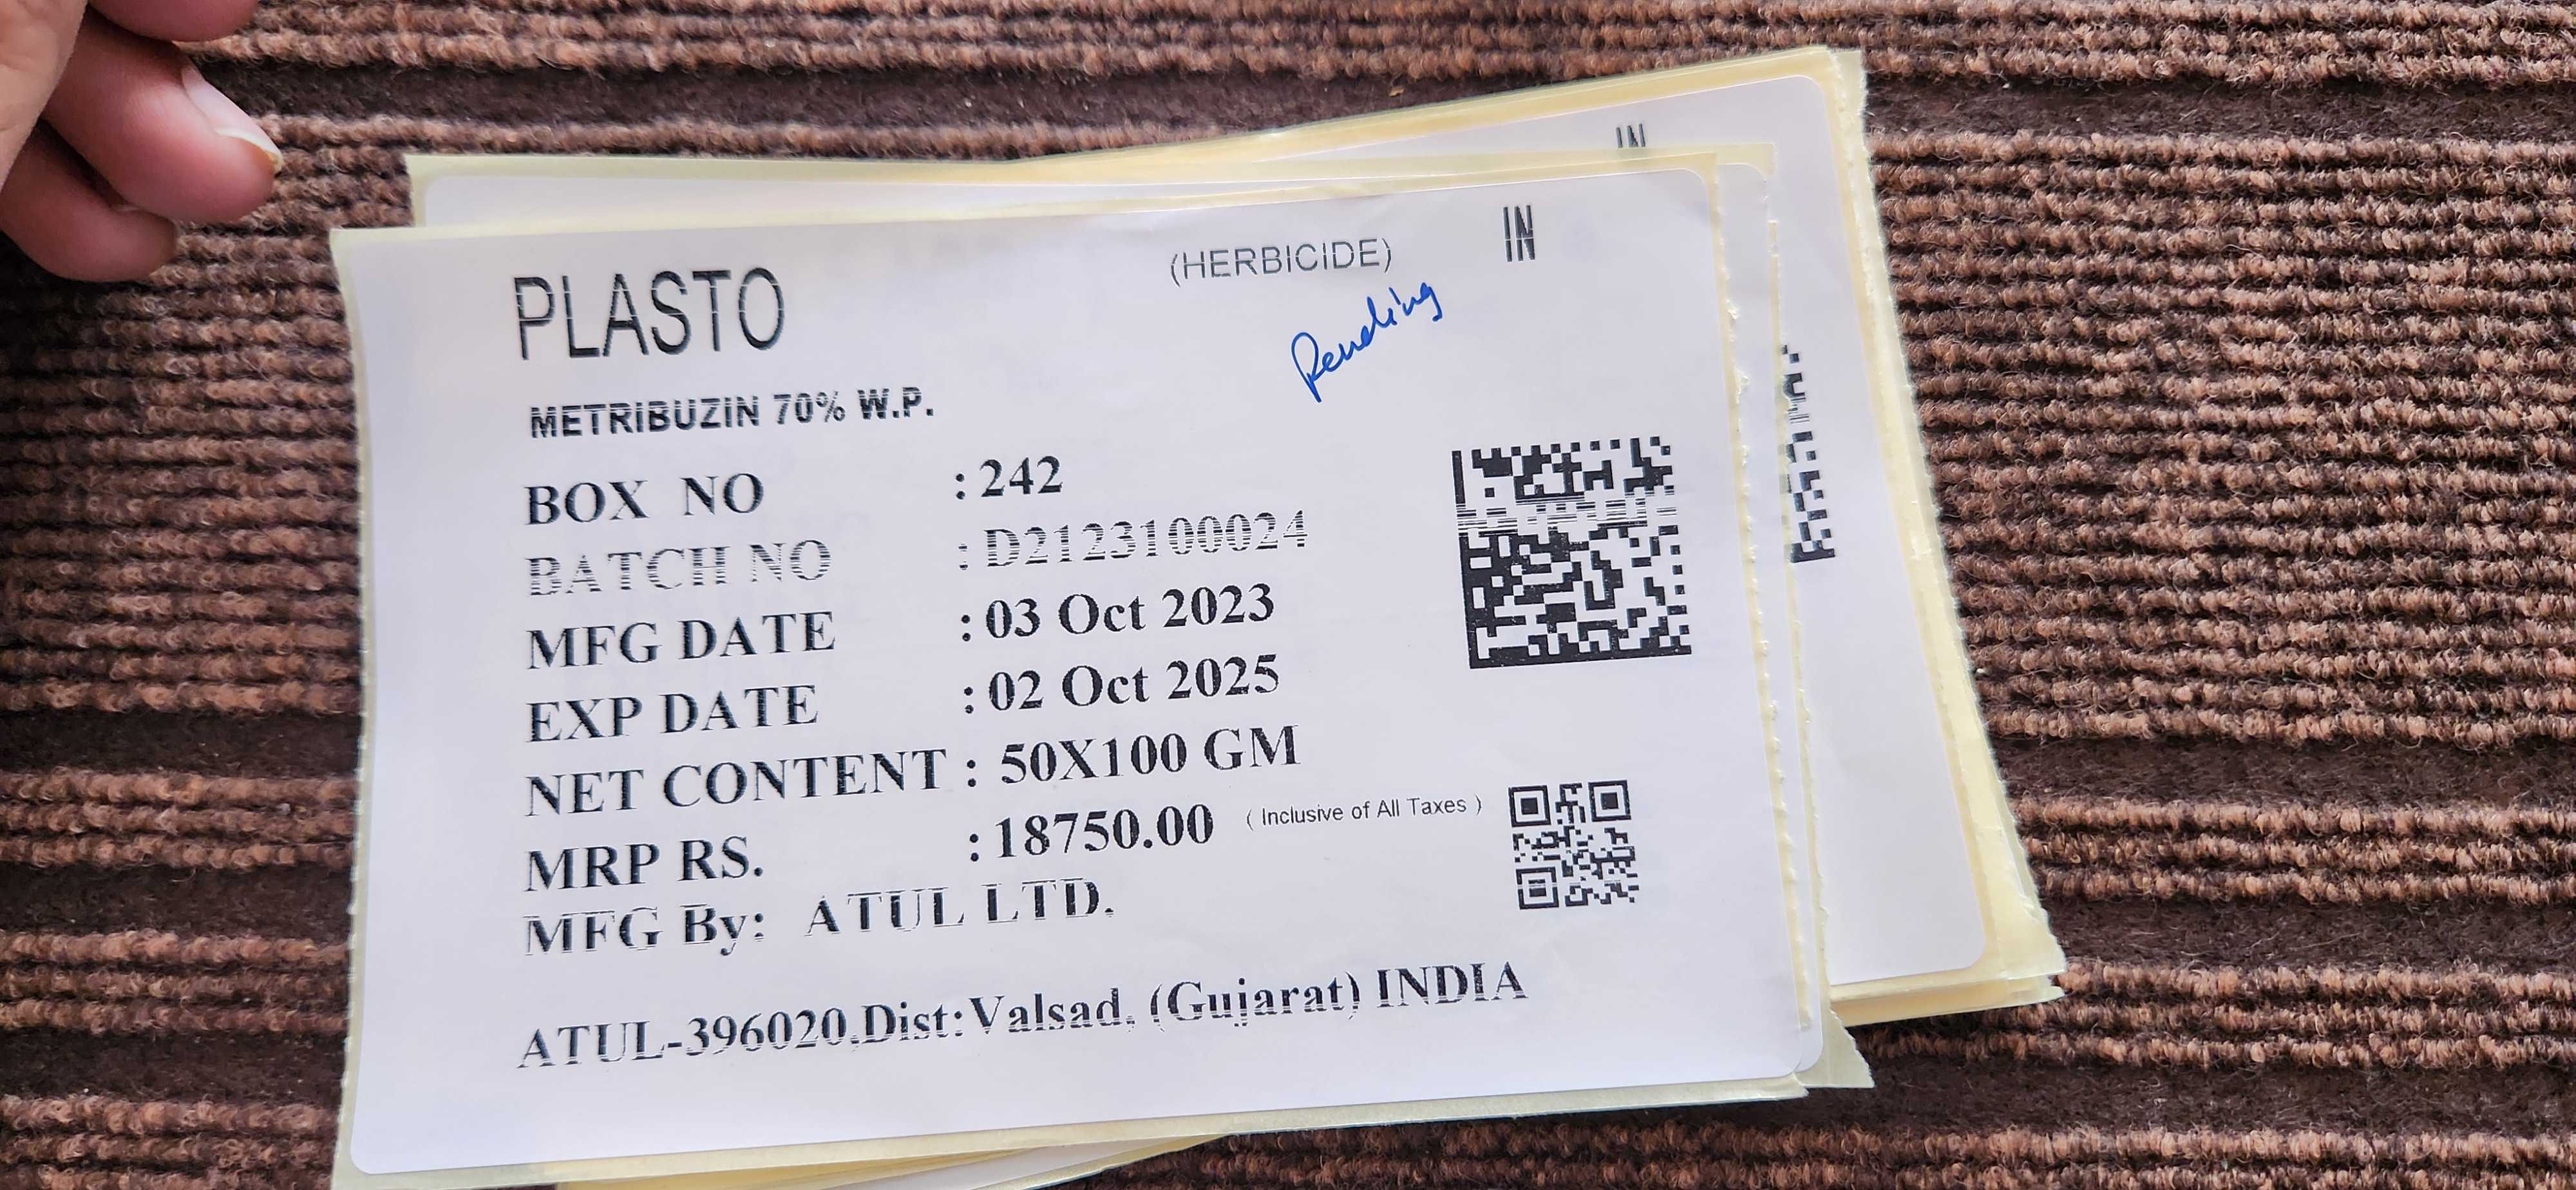 IN
PLASTO
(HERBICIDE)
IN
Pending
METRIBUZIN 70% W.P.
BOX NO : 242
BATCH NO : D2123100024
MFG DATE : 03 Oct 2023
EXP DATE : 02 Oct 2025
NET CONTENT : 50X100 GM
MRP RS. : 18750.00 ( Inclusive of All Taxes )
MFG By: ATUL LTD.
ATUL-396020,Dist:Valsad, (Gujarat) INDIA